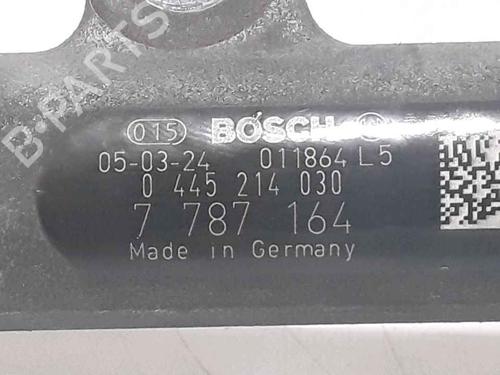 015 BOSCH
05-03-24 011864 L5
0 445 214 030
7 787 164
Made in Germany
B-PARTS